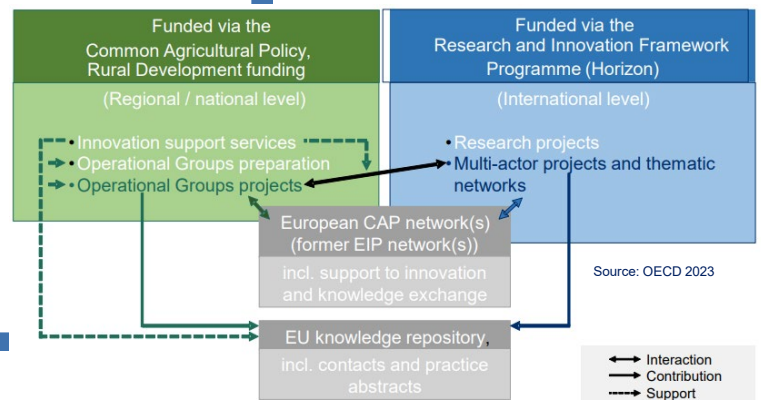 Funded via the
Common Agricultural Policy,
Rural Development funding
(Regional / national level)
• Innovation support services
• Operational Groups preparation
• Operational Groups projects
Funded via the
Research and Innovation Framework
Programme (Horizon)
(International level)
• Research projects
• Multi-actor projects and thematic
networks
European CAP network(s)
(former EIP network(s))
incl. support to innovation
and knowledge exchange
Source: OECD 2023
EU knowledge repository,
incl. contacts and practice
abstracts
Interaction
Contribution
Support